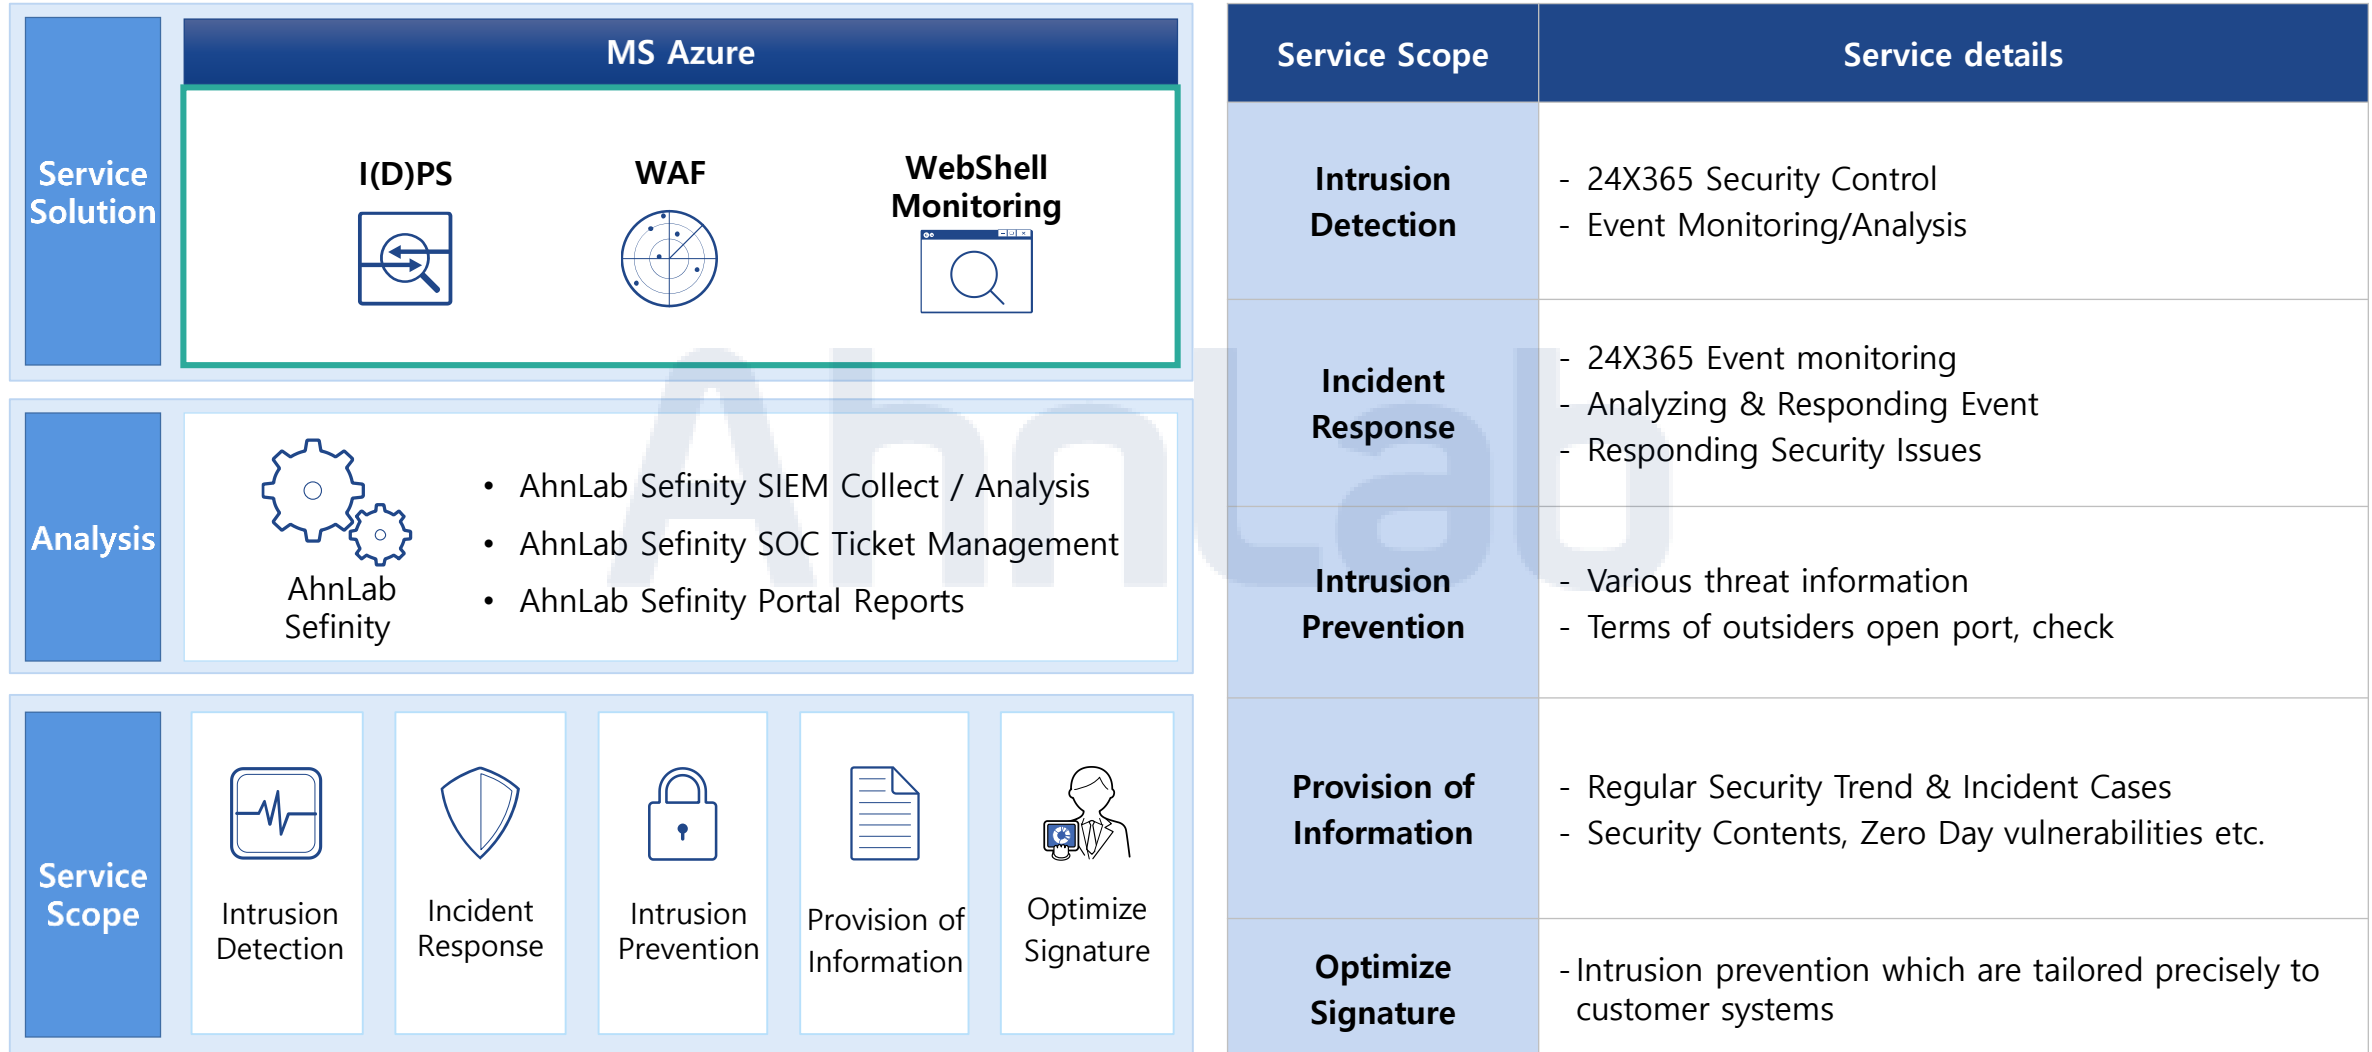 MS Azure
Service
Solution
I(D)PS
WAF
WebShell
Monitoring
Analysis
AhnLab
Sefinity
• AhnLab Sefinity SIEM Collect / Analysis
• AhnLab Sefinity SOC Ticket Management
• AhnLab Sefinity Portal Reports
Service
Scope
Intrusion
Detection
Incident
Response
Intrusion
Prevention
Provision of
Information
Optimize
Signature
Service Scope
Service details
Intrusion
Detection
- 24X365 Security Control
- Event Monitoring/Analysis
Incident
Response
- 24X365 Event monitoring
- Analyzing & Responding Event
- Responding Security Issues
Intrusion
Prevention
- Various threat information
- Terms of outsiders open port, check
Provision of
Information
- Regular Security Trend & Incident Cases
- Security Contents, Zero Day vulnerabilities etc.
Optimize
Signature
- Intrusion prevention which are tailored precisely to
customer systems
AhnLab